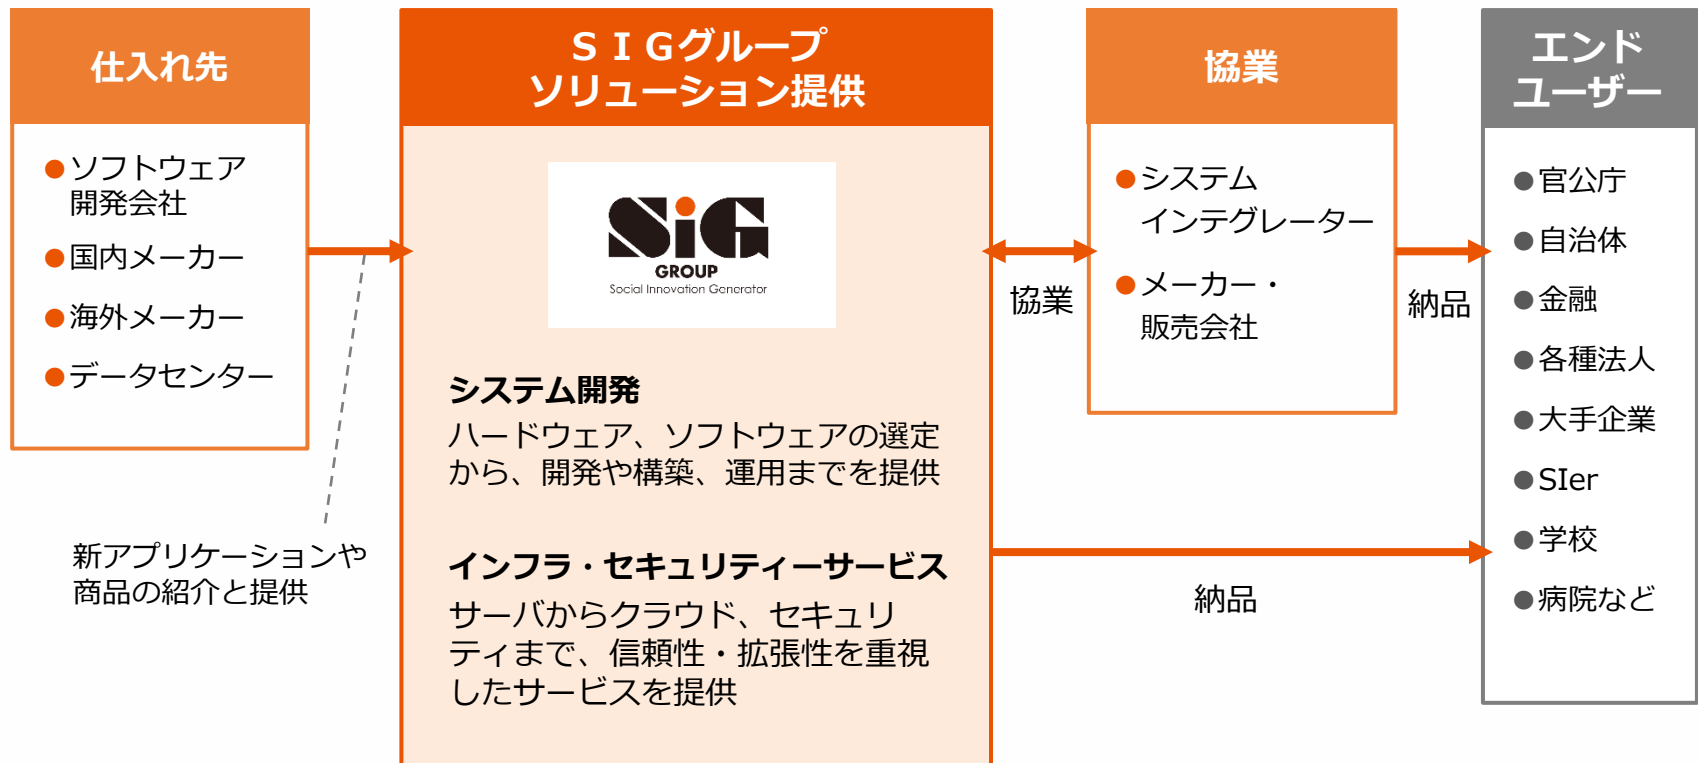 仕入れ先
●ソフトウェア
開発会社
●国内メーカー
●海外メーカー
●データセンター
新アプリケーションや
商品の紹介と提供
ＳＩＧグループ
ソリューション提供
SiG
GROUP
Social Innovation Generator
システム開発
ハードウェア、ソフトウェアの選定
から、開発や構築、運用までを提供
インフラ・セキュリティーサービス
サーバからクラウド、セキュリ
ティまで、信頼性・拡張性を重視
したサービスを提供
協業
協業
●システム
インテグレーター
●メーカー・
販売会社
納品
納品
エンド
ユーザー
●官公庁
●自治体
●金融
●各種法人
●大手企業
●SIer
●学校
●病院など